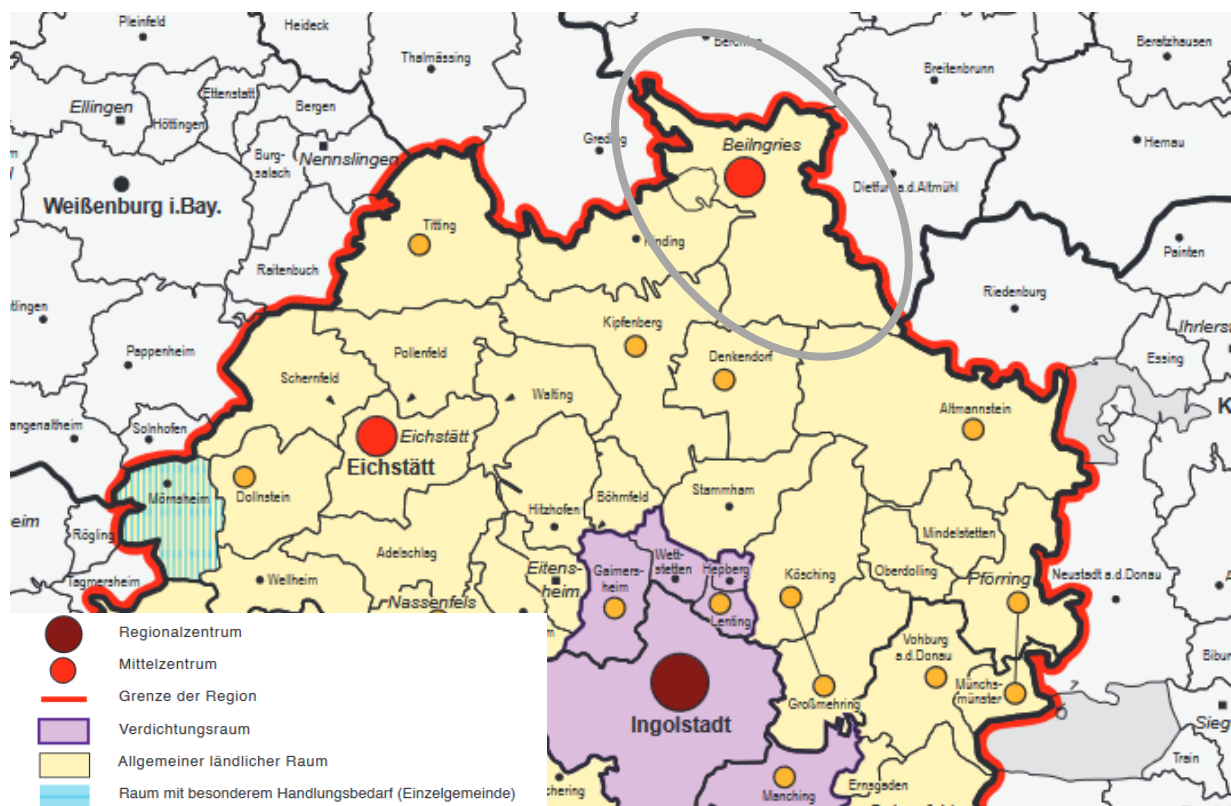 Pleinfeld
Heideck
Thalmässing
Berching
Beratzhausen
Breitenbrunn
Ellingen
Ettenstatt
Höttingen
Bergen
Burg-
salach
Nennslingen
Greding
Beilngries
Hemau
Dietfurt a.d.Altmühl
Weißenburg i.Bay.
Titting
Kinding
Raitenbuch
Painten
Riedenburg
Kipfenberg
Pappenheim
Pollenfeld
Denkendorf
Essing
Schernfeld
Walting
Altmannstein
Solnhofen
Eichstätt
Eichstätt
Mörnsheim
Dollnstein
Böhmfeld
Stammham
Hitzhofen
Rögling
Adelschlag
Mindelstetten
Wett-
stetten
Hepberg
Tagmersheim
Wellheim
Eitens-
heim
Gaimers-
heim
Kösching
Oberdolling
Pförring
Neustadt a.d.Donau
Nassenfels
Lenting
Vohburg
a.d.Donau
Münchs-
münster
Großmehring
Ingolstadt
Train
Manching
Ernsgaden
Regionalzentrum
Mittelzentrum
Grenze der Region
Verdichtungsraum
Allgemeiner ländlicher Raum
Raum mit besonderem Handlungsbedarf (Einzelgemeinde)